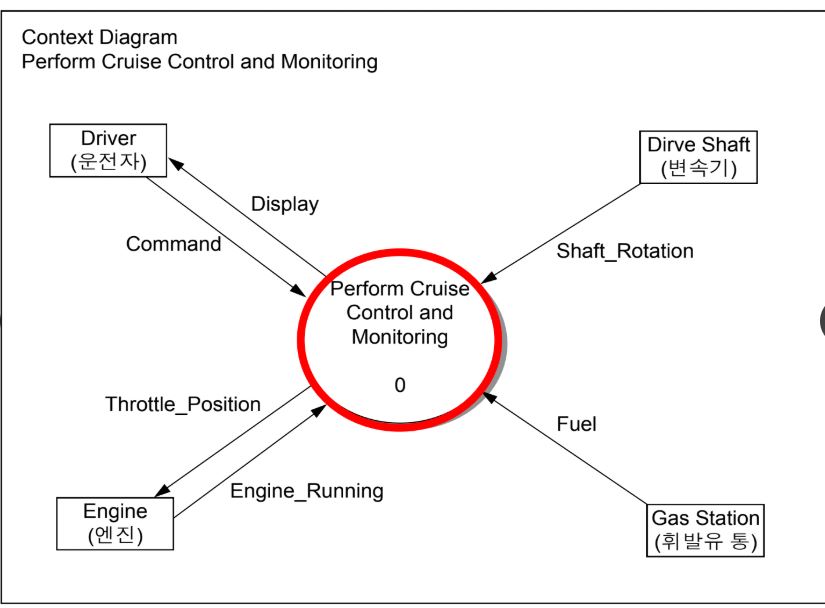 Context Diagram
Perform Cruise Control and Monitoring
Driver
(운전자)
Dirve Shaft
(변속기)
Display
Command
Shaft_Rotation
Perform Cruise
Control and
Monitoring
0
Throttle_Position
Fuel
Engine_Running
Engine
(엔진)
Gas Station
(휘발유 통)